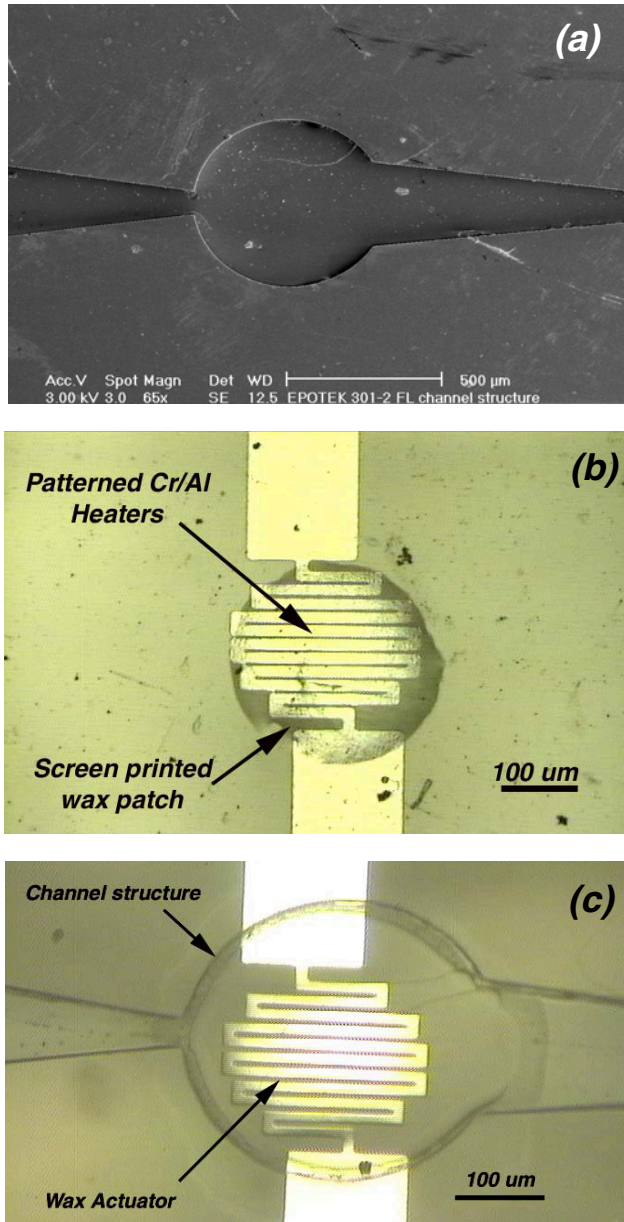 (a)
Acc.V Spot Magn Det WD 500 µm
3.00 kV 3.0 65x SE 12.5 EPOTEK 301-2 FL channel structure
(b)
Patterned Cr/Al
Heaters
Screen printed
wax patch
100 um
(c)
Channel structure
Wax Actuator
100 um